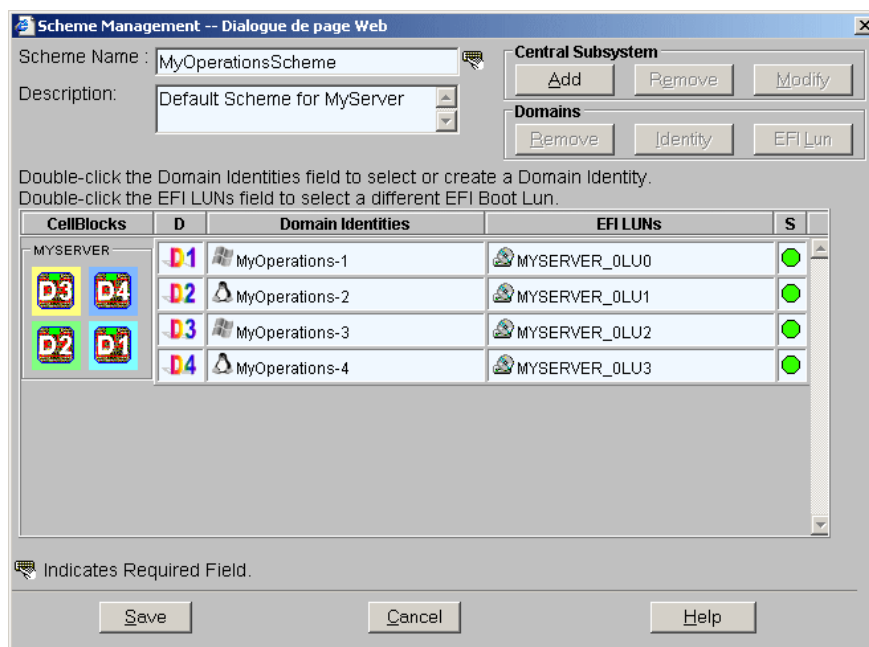 Scheme Management -- Dialogue de page Web
Scheme Name :
MyOperationsScheme
Description:
Default Scheme for MyServer
Central Subsystem
Add Remove Modify
Domains
Remove Identity EFI Lun
Double-click the Domain Identities field to select or create a Domain Identity.
Double-click the EFI LUNs field to select a different EFI Boot Lun.
CellBlocks D Domain Identities EFI LUNs S
MYSERVER
D3 D4
D2 D1
D1 MyOperations-1 MYSERVER_0LU0
D2 MyOperations-2 MYSERVER_0LU1
D3 MyOperations-3 MYSERVER_0LU2
D4 MyOperations-4 MYSERVER_0LU3
Indicates Required Field.
Save Cancel Help